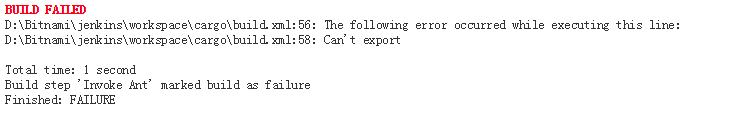 BUILD FAILED
D:\Bitnami\jenkins\workspace\cargo\build.xml:56: The following error occurred while executing this line:
D:\Bitnami\jenkins\workspace\cargo\build.xml:58: Can't export
Total time: 1 second
Build step 'Invoke Ant' marked build as failure
Finished: FAILURE